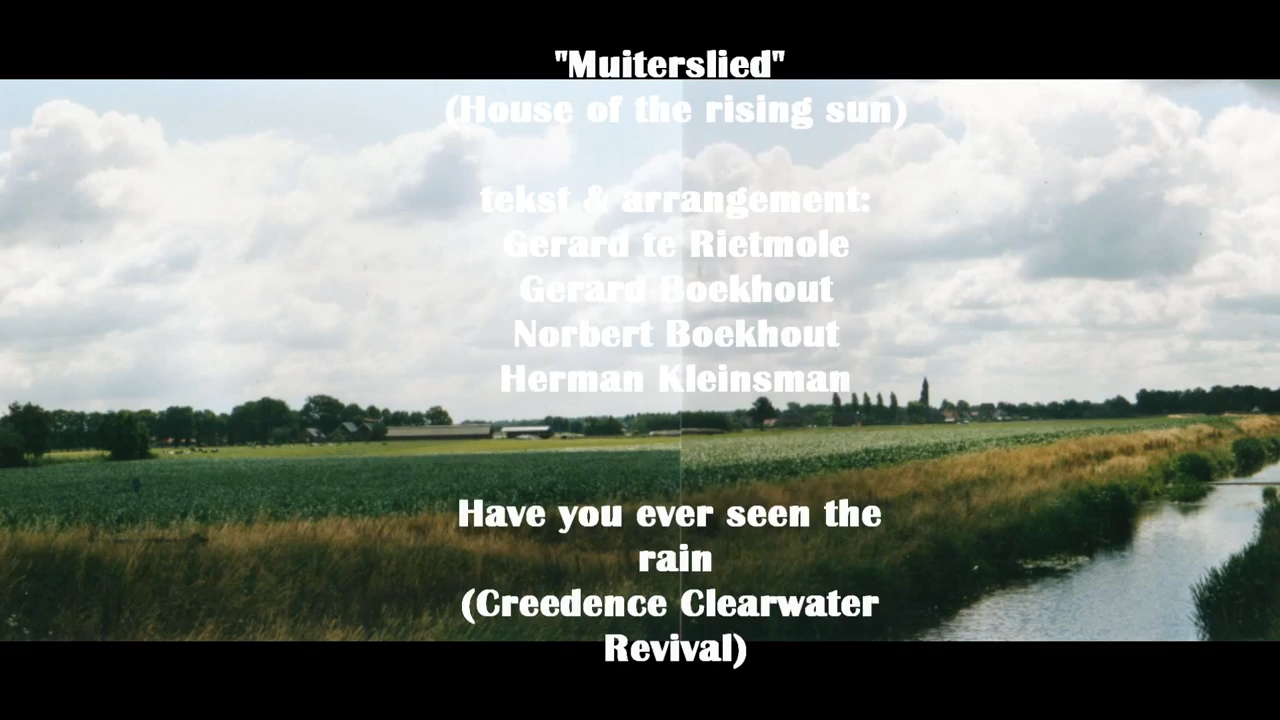 "Muiterslied"
(House of the rising sun)
tekst & arrangement:
Gerard te Rietmole
Gerard Boekhout
Norbert Boekhout
Herman Kleinsman
Have you ever seen the
rain
(Creedence Clearwater
Revival)